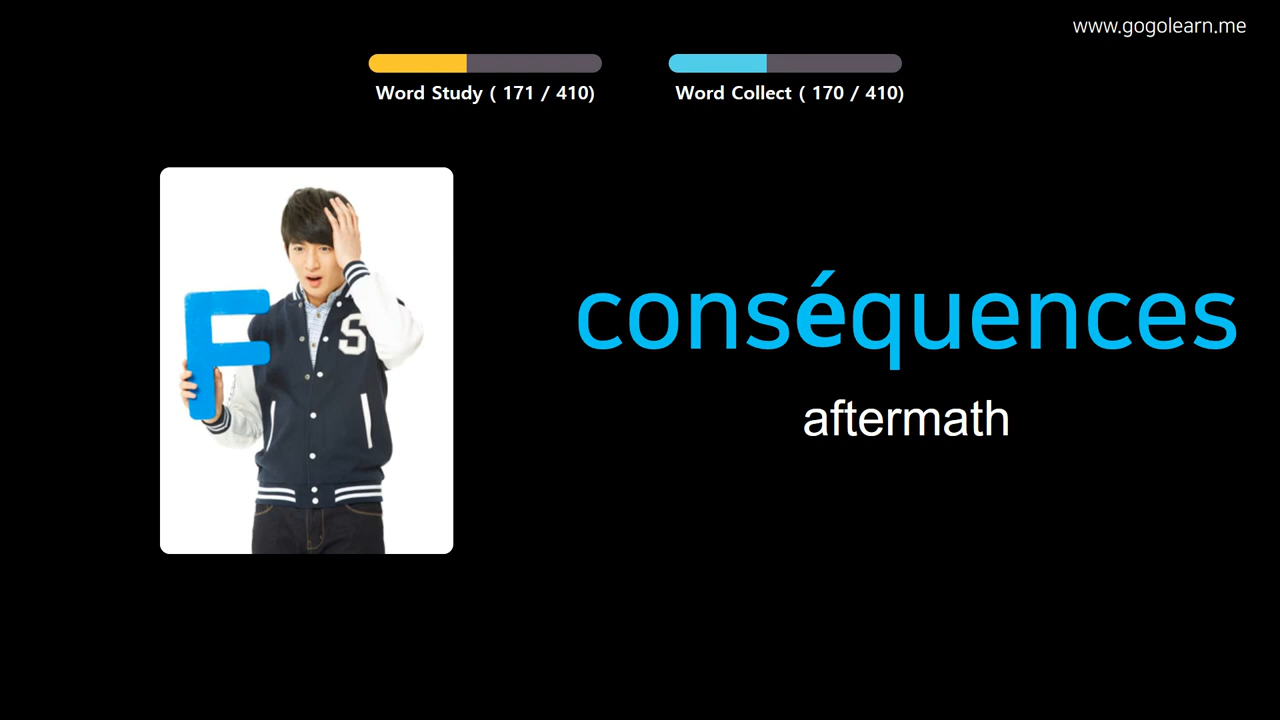 www.gogolearn.me
Word Study ( 171 / 410)
Word Collect ( 170 / 410)
F
S
conséquences
aftermath